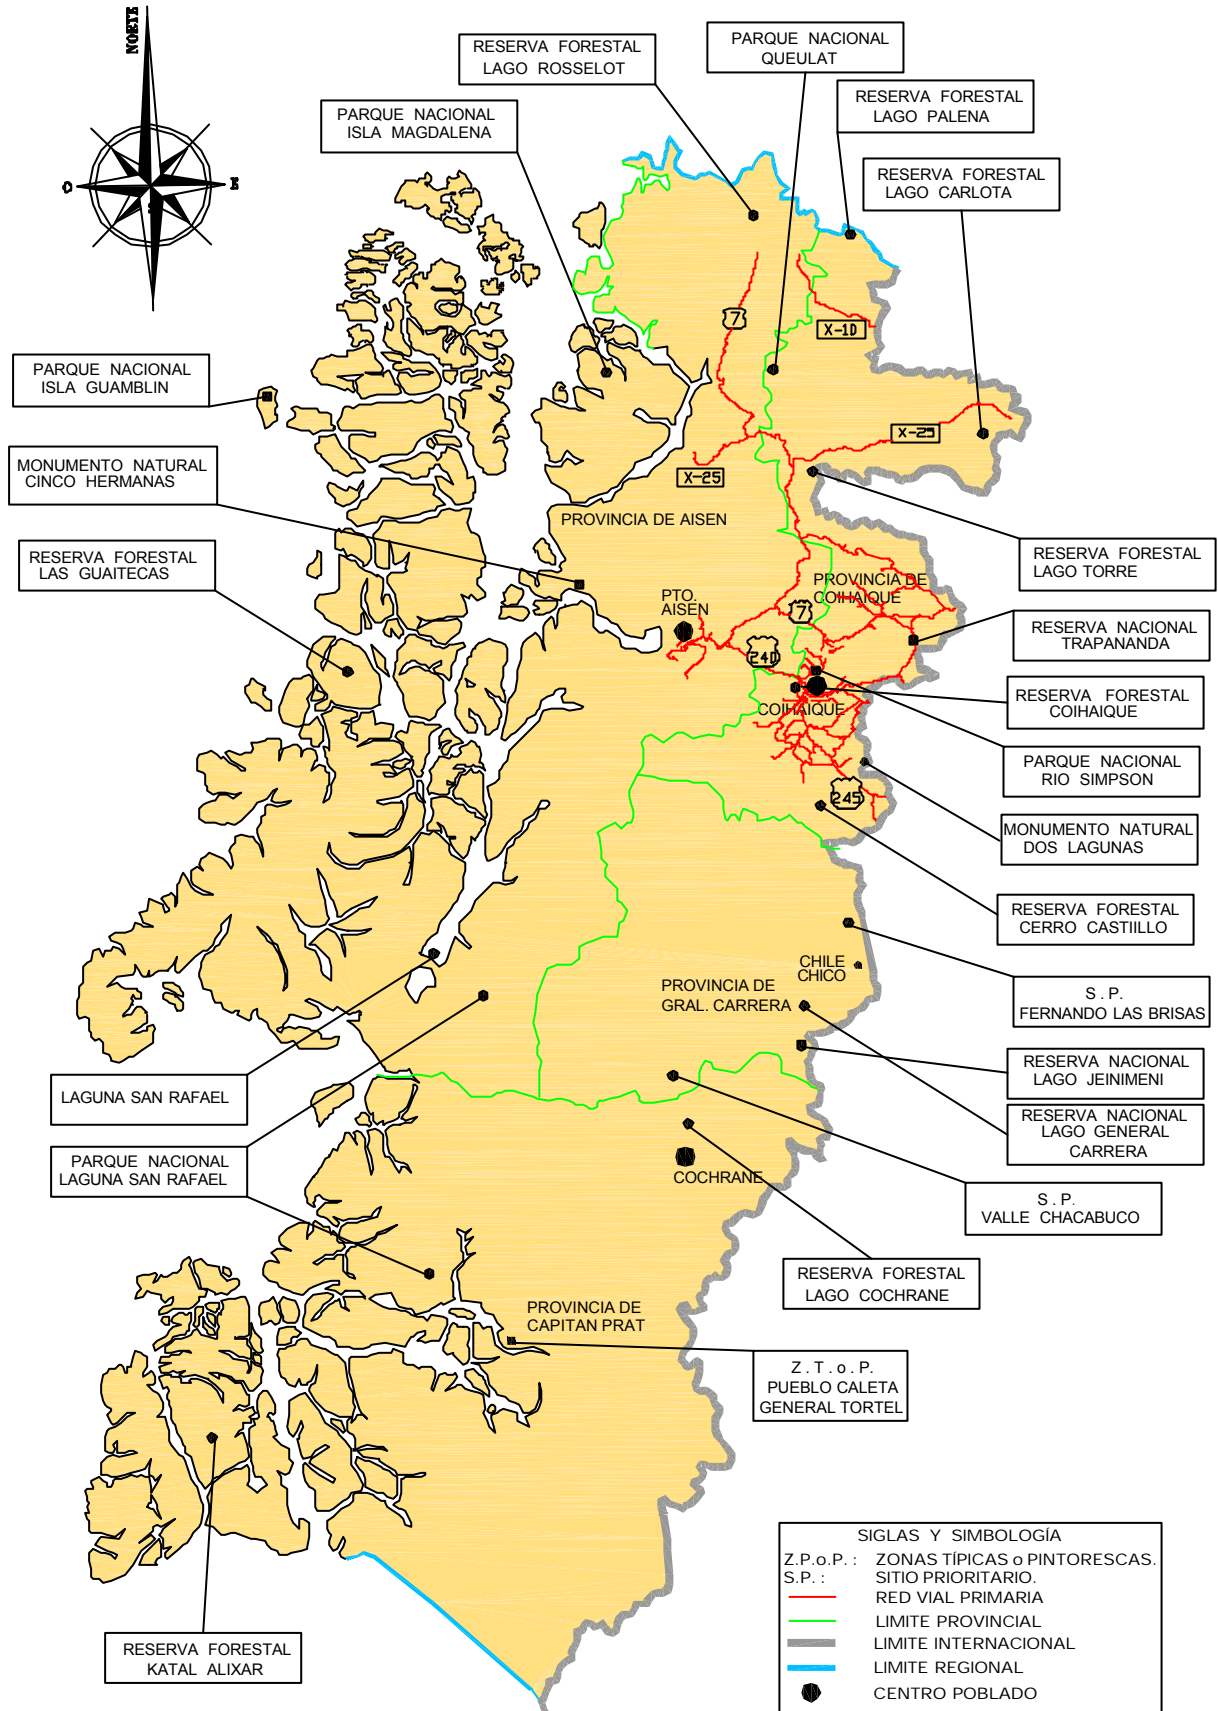 NORTE
O
E
S
RESERVA FORESTAL
LAGO ROSSELOT
PARQUE NACIONAL
QUEULAT
PARQUE NACIONAL
ISLA MAGDALENA
RESERVA FORESTAL
LAGO PALENA
RESERVA FORESTAL
LAGO CARLOTA
7
X-10
PARQUE NACIONAL
ISLA GUAMBLIN
X-25
X-25
MONUMENTO NATURAL
CINCO HERMANAS
PROVINCIA DE AISEN
RESERVA FORESTAL
LAS GUAITECAS
RESERVA FORESTAL
LAGO TORRE
PTO.
AISEN
PROVINCIA DE
COIHAIQUE
7
240
RESERVA NACIONAL
TRAPANANDA
RESERVA FORESTAL
COIHAIQUE
COIHAIQUE
PARQUE NACIONAL
RIO SIMPSON
245
MONUMENTO NATURAL
DOS LAGUNAS
RESERVA FORESTAL
CERRO CASTIILLO
CHILE
CHICO
PROVINCIA DE
GRAL. CARRERA
S . P.
FERNANDO LAS BRISAS
RESERVA NACIONAL
LAGO JEINIMENI
LAGUNA SAN RAFAEL
RESERVA NACIONAL
LAGO GENERAL
CARRERA
PARQUE NACIONAL
LAGUNA SAN RAFAEL
COCHRANE
S . P.
VALLE CHACABUCO
RESERVA FORESTAL
LAGO COCHRANE
PROVINCIA DE
CAPITAN PRAT
Z . T . o . P.
PUEBLO CALETA
GENERAL TORTEL
RESERVA FORESTAL
KATAL ALIXAR
SIGLAS Y SIMBOLOGÍA
Z.P.o.P. : ZONAS TÍPICAS o PINTORESCAS.
S.P. : SITIO PRIORITARIO.
RED VIAL PRIMARIA
LIMITE PROVINCIAL
LIMITE INTERNACIONAL
LIMITE REGIONAL
CENTRO POBLADO